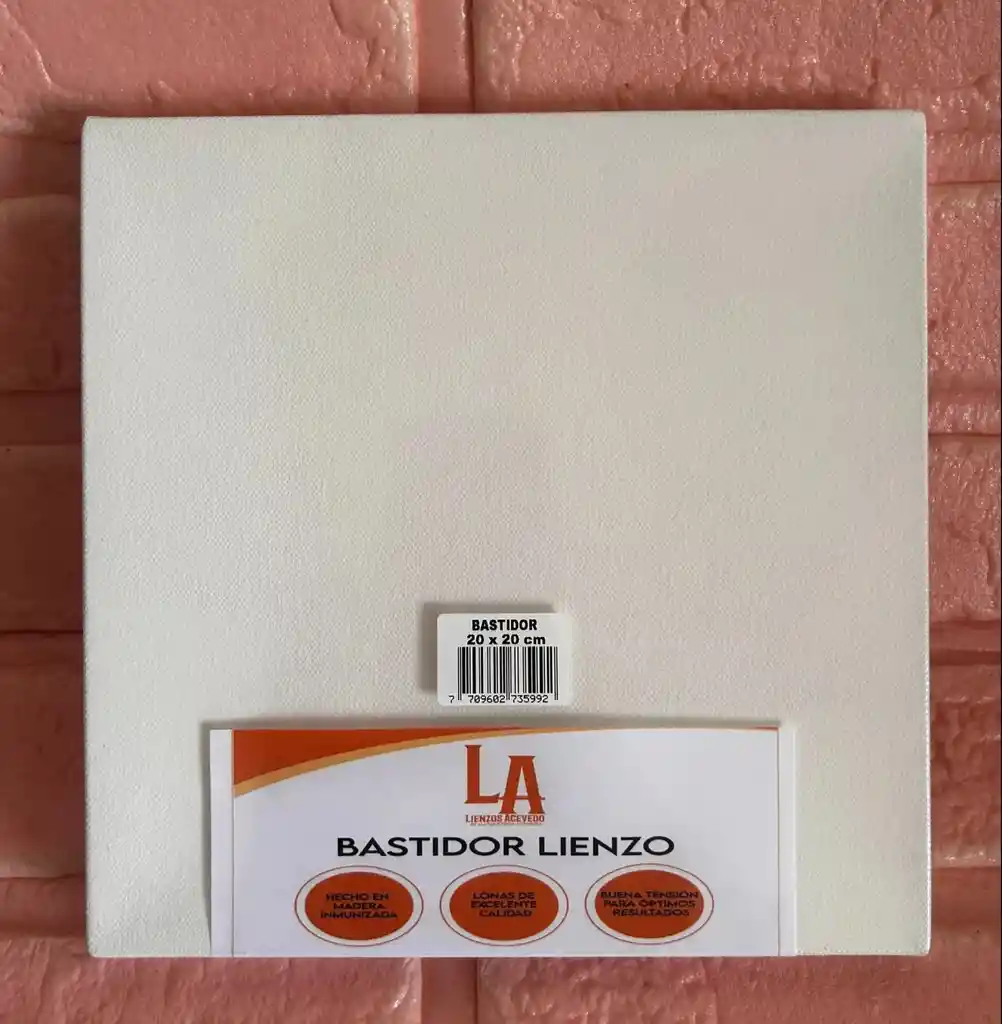 BASTIDOR
20 x 20 cm
7 709602 735992
LA
LIENZOS ACEVEDO
BASTIDOR LIENZO
HECHO EN
MADERA
INMUNIZADA
LONAS DE
EXCELENTE
CALIDAD
BUENA TENSIÓN
PARA ÓPTIMOS
RESULTADOS